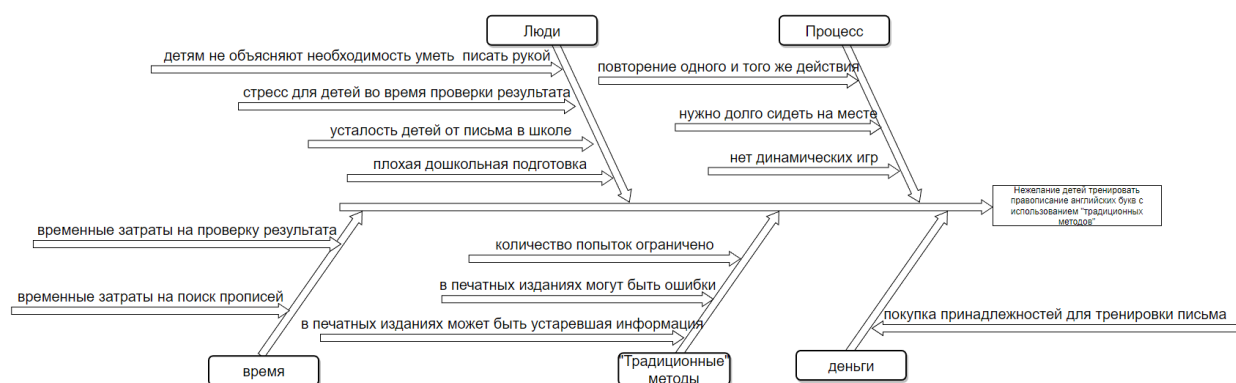 Люди
Процесс
детям не объясняют необходимость уметь писать рукой
повторение одного и того же действия
стресс для детей во время проверки результата
нужно долго сидеть на месте
усталость детей от письма в школе
нет динамических игр
плохая дошкольная подготовка
Нежелание детей тренировать
правописание английских букв с
использованием "традиционных
методов"
временные затраты на проверку результата
количество попыток ограничено
в печатных изданиях могут быть ошибки
временные затраты на поиск прописей
покупка принадлежностей для тренировки письма
в печатных изданиях может быть устаревшая информация
время
"Традиционные"
методы
деньги